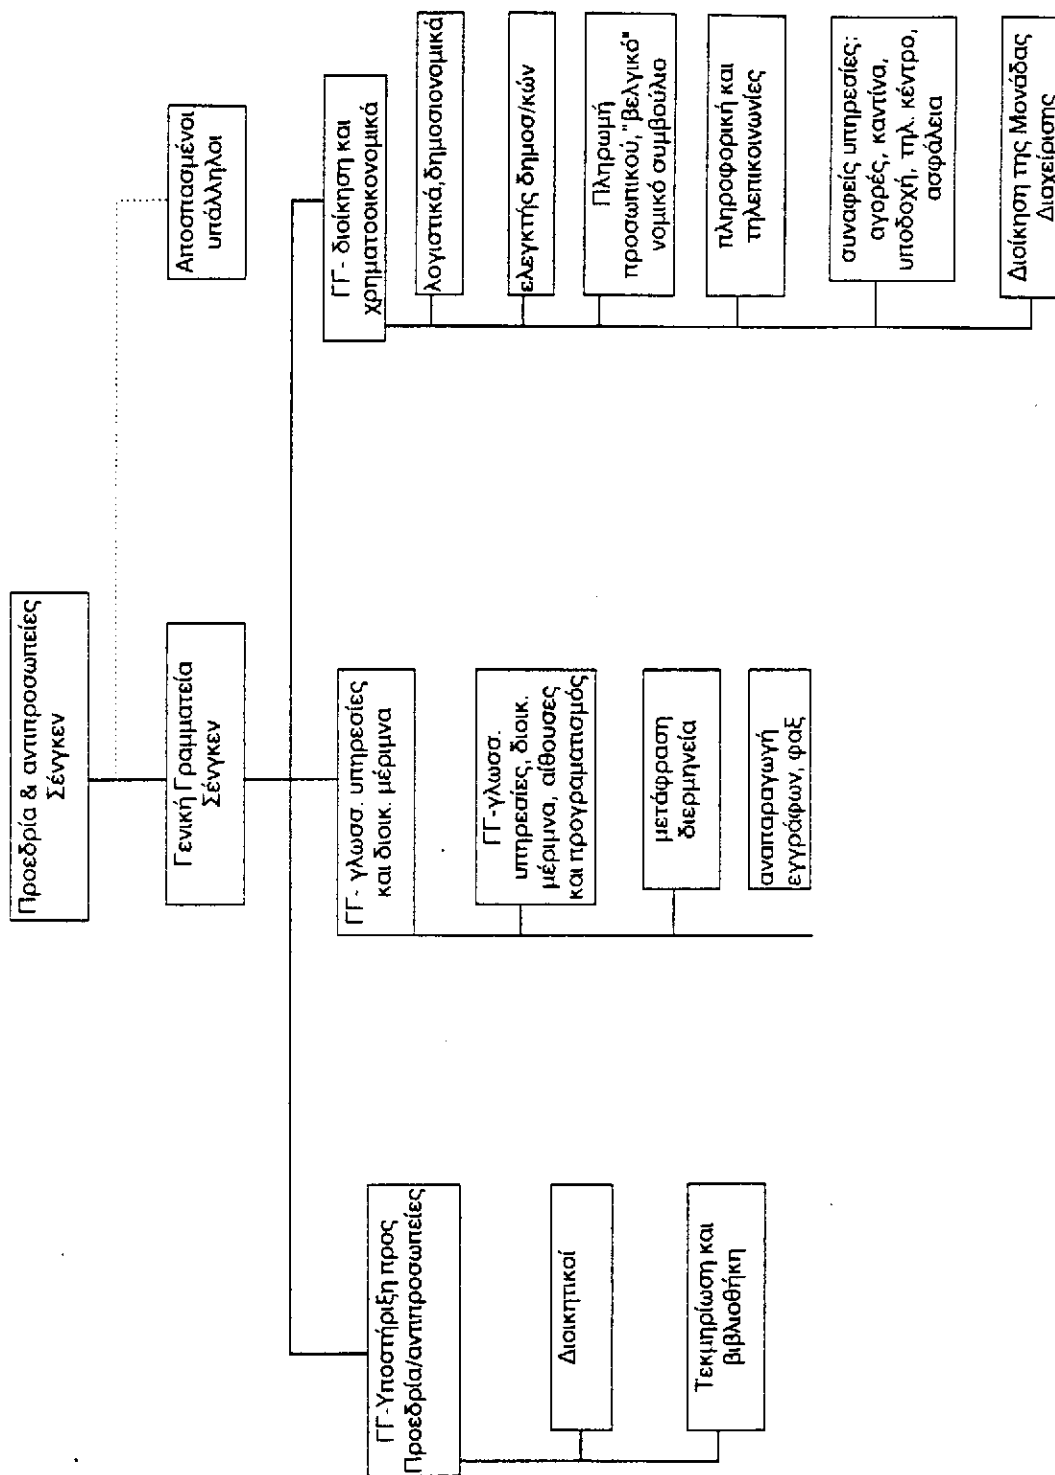 Προεδρία & αντιπροσωπείες
Σένγκεν
Αποσπασμένοι
υπάλληλοι
Γενική Γραμματεία
Σένγκεν
ΓΓ-Υποστήριξη προς
Προεδρία/αντιπροσωπείες
Διοικητικοί
Τεκμηρίωση και
βιβλιοθήκη
ΓΓ- γλωσσ. υπηρεσίες
και διοικ. μέριμνα
ΓΓ-γλωσσ.
υπηρεσίες, διοικ.
μέριμνα, αίθουσες
και προγραματισμός
μετάφραση
διερμηνεία
αναπαραγωγή
εγγράφων, φαξ
ΓΓ- διοίκηση και
χρηματοοικονομικά
λογιστικά,δημοσιονομικά
ελεγκτής δημοσ/κών
Πληρωμή
προσωπικού,"βελγικό"
νομικό συμβούλιο
πληροφορική και
τηλεπικοινωνίες
συναφείς υπηρεσίες:
αγορές, καντίνα,
υποδοχή, τηλ. κέντρο,
ασφάλεια
Διοίκηση της Μονάδας
Διαχείρισης